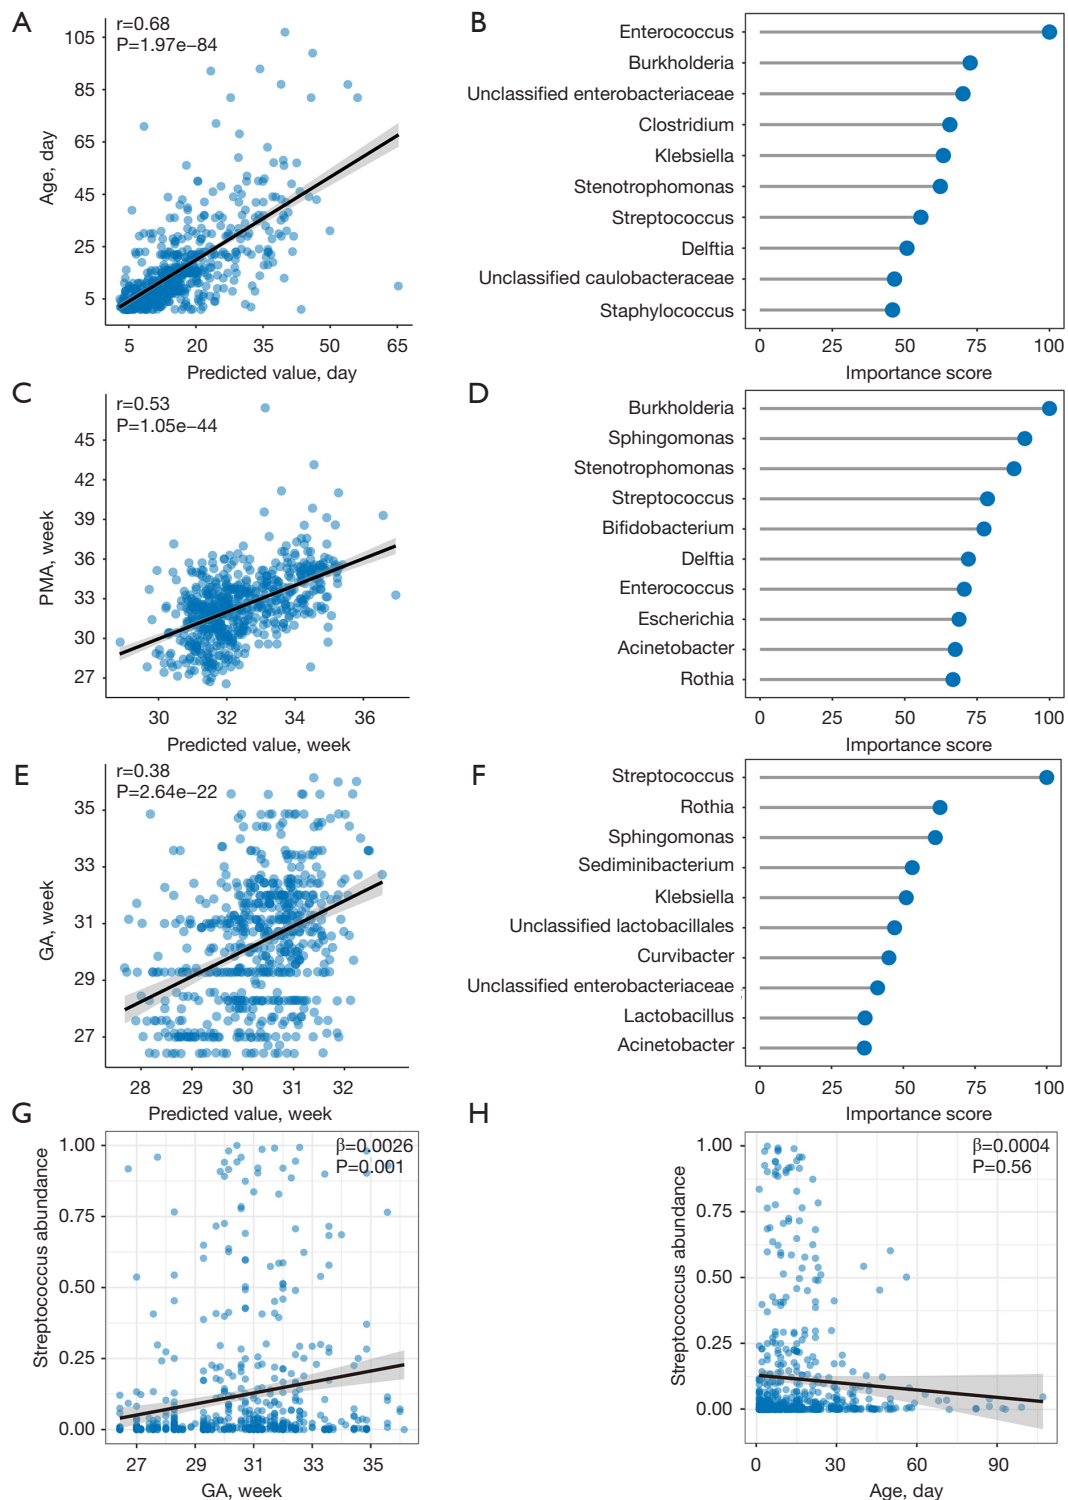 A
r=0.68
P=1.97e−84
105
85
65
45
25
5
Age, day
5 20 35 50 65
Predicted value, day
B
Enterococcus
Burkholderia
Unclassified enterobacteriaceae
Clostridium
Klebsiella
Stenotrophomonas
Streptococcus
Delftia
Unclassified caulobacteraceae
Staphylococcus
0 25 50 75 100
Importance score
C
r=0.53
P=1.05e−44
45
42
39
36
33
30
27
PMA, week
30 32 34 36
Predicted value, week
D
Burkholderia
Sphingomonas
Stenotrophomonas
Streptococcus
Bifidobacterium
Delftia
Enterococcus
Escherichia
Acinetobacter
Rothia
0 25 50 75 100
Importance score
E
r=0.38
P=2.64e−22
35
33
31
29
27
GA, week
28 29 30 31 32
Predicted value, week
F
Streptococcus
Rothia
Sphingomonas
Sediminibacterium
Klebsiella
Unclassified lactobacillales
Curvibacter
Unclassified enterobacteriaceae
Lactobacillus
Acinetobacter
0 25 50 75 100
Importance score
G
β=0.0026
P=0.001
1.00
0.75
0.50
0.25
0.00
Streptococcus abundance
27 29 31 33 35
GA, week
H
β=0.0004
P=0.56
1.00
0.75
0.50
0.25
0.00
Streptococcus abundance
0 30 60 90
Age, day